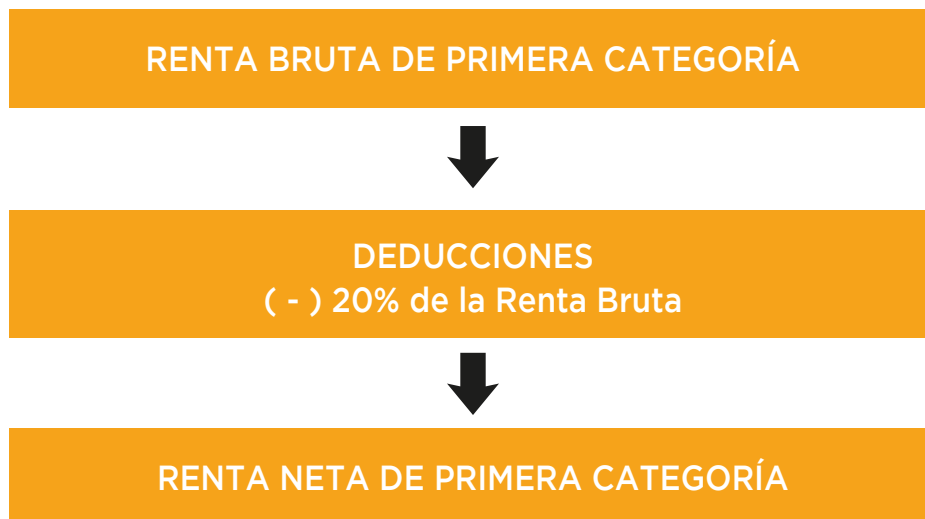 RENTA BRUTA DE PRIMERA CATEGORÍA
DEDUCCIONES
( - ) 20% de la Renta Bruta
RENTA NETA DE PRIMERA CATEGORÍA